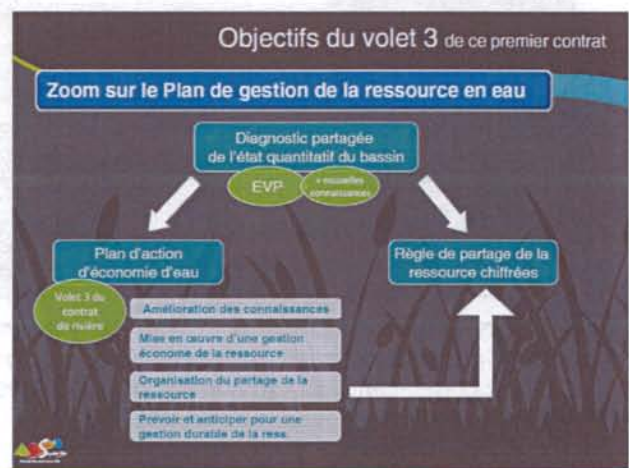 Objectifs du volet 3 de ce premier contrat
Zoom sur le Plan de gestion de la ressource en eau
Diagnostic partagée
de l'état quantitatif du bassin
EVP
+ nouvelles
connaissances
Plan d'action
d'économie d'eau
Règle de partage de la
ressource chiffrées
Volet 3 du
contrat
de rivière
Amélioration des connaissances
Mise en œuvre d'une gestion
économe de la ressource
Organisation du partage de la
ressource
Prévoir et anticiper pour une
gestion durable de la ress.